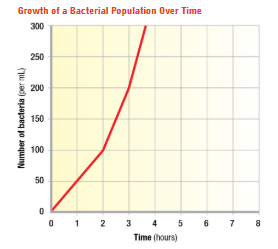 Growth of a Bacterial Population Over Time
Number of bacteria (per mL)
300
250
200
150
100
50
0
0 1 2 3 4 5 6 7 8
Time (hours)